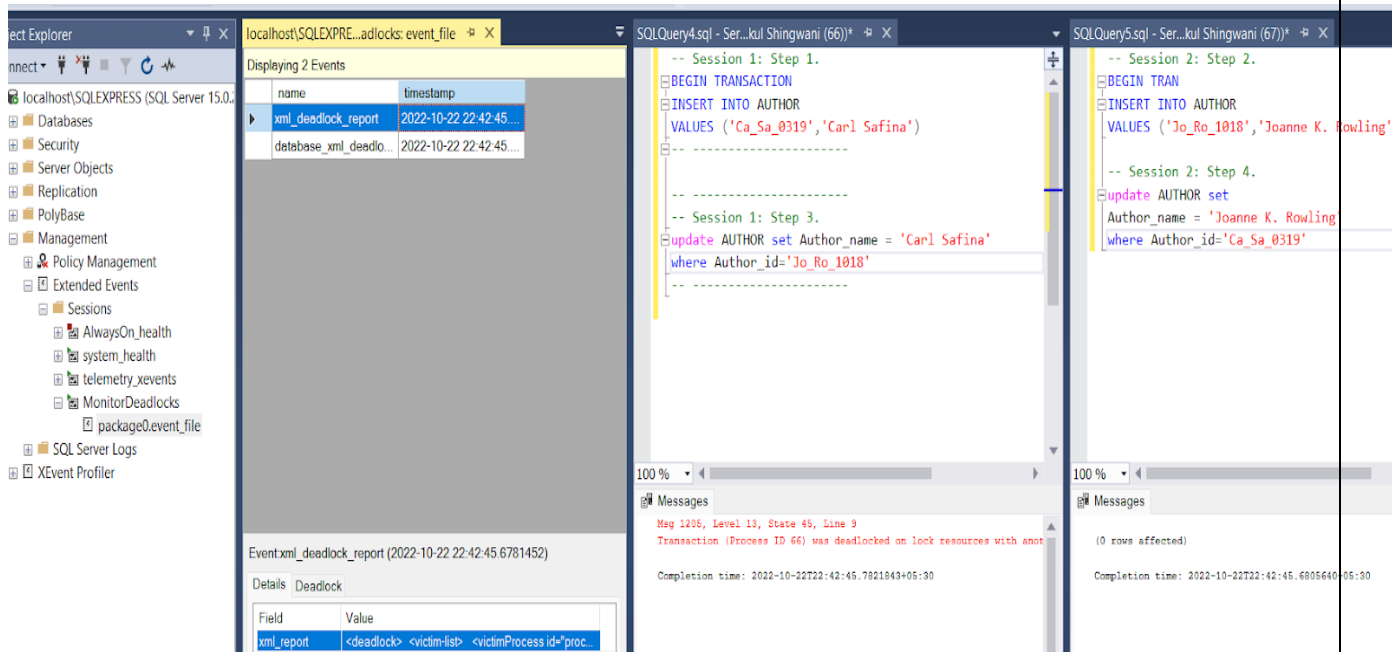 ject Explorer
nnect
localhost\SQLEXPRESS (SQL Server 15.0.
Databases
Security
Server Objects
Replication
PolyBase
Management
Policy Management
Extended Events
Sessions
AlwaysOn_health
system_health
telemetry_xevents
MonitorDeadlocks
package0.event_file
SQL Server Logs
XEvent Profiler
localhost\SQLEXPRE...adlocks: event_file
Displaying 2 Events
name timestamp
xml_deadlock_report 2022-10-22 22:42:45....
database_xml_deadlo... 2022-10-22 22:42:45....
Event:xml_deadlock_report (2022-10-22 22:42:45.6781452)
Details Deadlock
Field Value
xml_report <deadlock> <victim-list> <victimProcess id="proc...
SQLQuery4.sql - Ser...kul Shingwani (66))*
-- Session 1: Step 1.
BEGIN TRANSACTION
INSERT INTO AUTHOR
VALUES ('Ca_Sa_0319','Carl Safina')
-- ----------------------
-- ----------------------
-- Session 1: Step 3.
update AUTHOR set Author_name = 'Carl Safina'
where Author_id='Jo_Ro_1018'
-- ----------------------
100 %
Messages
Msg 1205, Level 13, State 45, Line 9
Transaction (Process ID 66) was deadlocked on lock resources with anot
Completion time: 2022-10-22T22:42:45.7821843+05:30
SQLQuery5.sql - Ser...kul Shingwani (67))*
-- Session 2: Step 2.
BEGIN TRAN
INSERT INTO AUTHOR
VALUES ('Jo_Ro_1018','Joanne K. Rowling'
-- Session 2: Step 4.
update AUTHOR set
Author_name = 'Joanne K. Rowling'
where Author_id='Ca_Sa_0319'
100 %
Messages
(0 rows affected)
Completion time: 2022-10-22T22:42:45.6805640+05:30